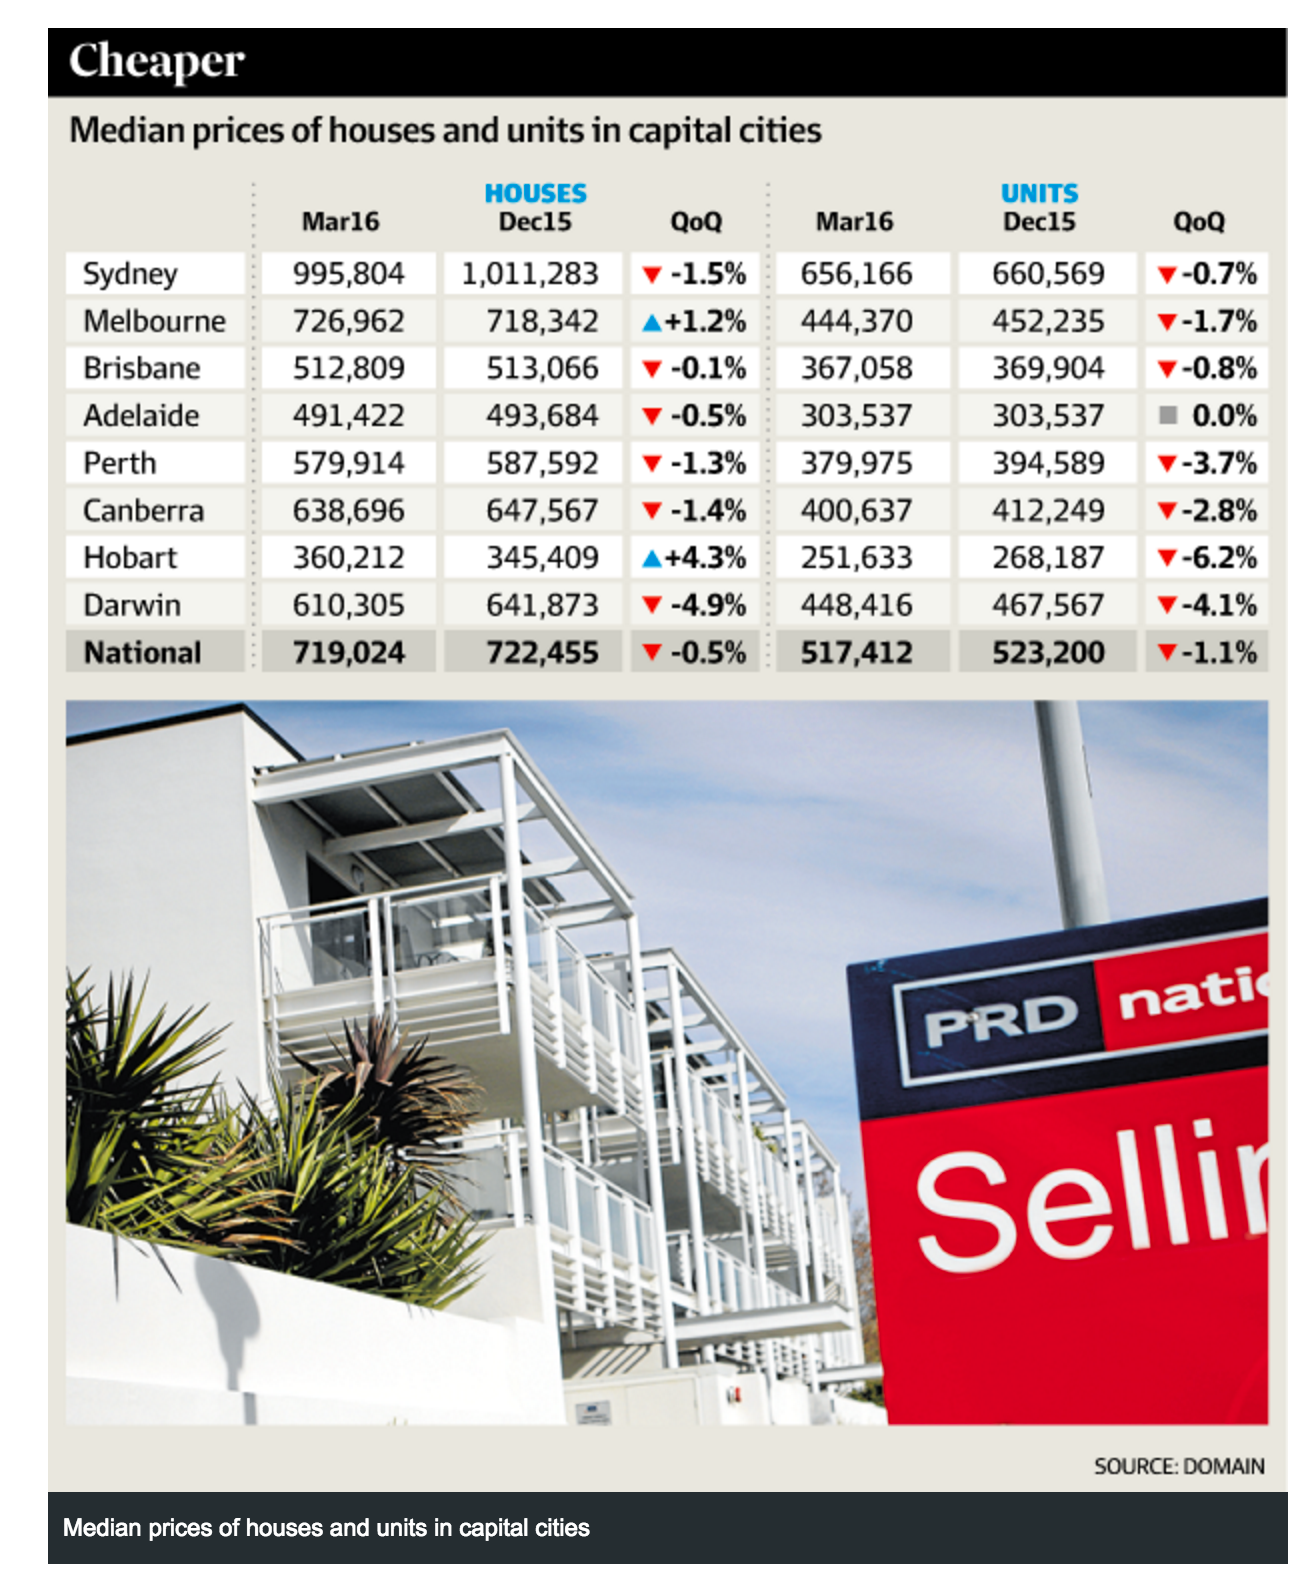 Cheaper
Median prices of houses and units in capital cities
HOUSES UNITS
Mar16 Dec15 QoQ Mar16 Dec15 QoQ
Sydney 995,804 1,011,283 ▼ -1.5% 656,166 660,569 ▼ -0.7%
Melbourne 726,962 718,342 ▲ +1.2% 444,370 452,235 ▼ -1.7%
Brisbane 512,809 513,066 ▼ -0.1% 367,058 369,904 ▼ -0.8%
Adelaide 491,422 493,684 ▼ -0.5% 303,537 303,537 ■ 0.0%
Perth 579,914 587,592 ▼ -1.3% 379,975 394,589 ▼ -3.7%
Canberra 638,696 647,567 ▼ -1.4% 400,637 412,249 ▼ -2.8%
Hobart 360,212 345,409 ▲ +4.3% 251,633 268,187 ▼ -6.2%
Darwin 610,305 641,873 ▼ -4.9% 448,416 467,567 ▼ -4.1%
National 719,024 722,455 ▼ -0.5% 517,412 523,200 ▼ -1.1%
PRD natio
Sellin
SOURCE: DOMAIN
Median prices of houses and units in capital cities